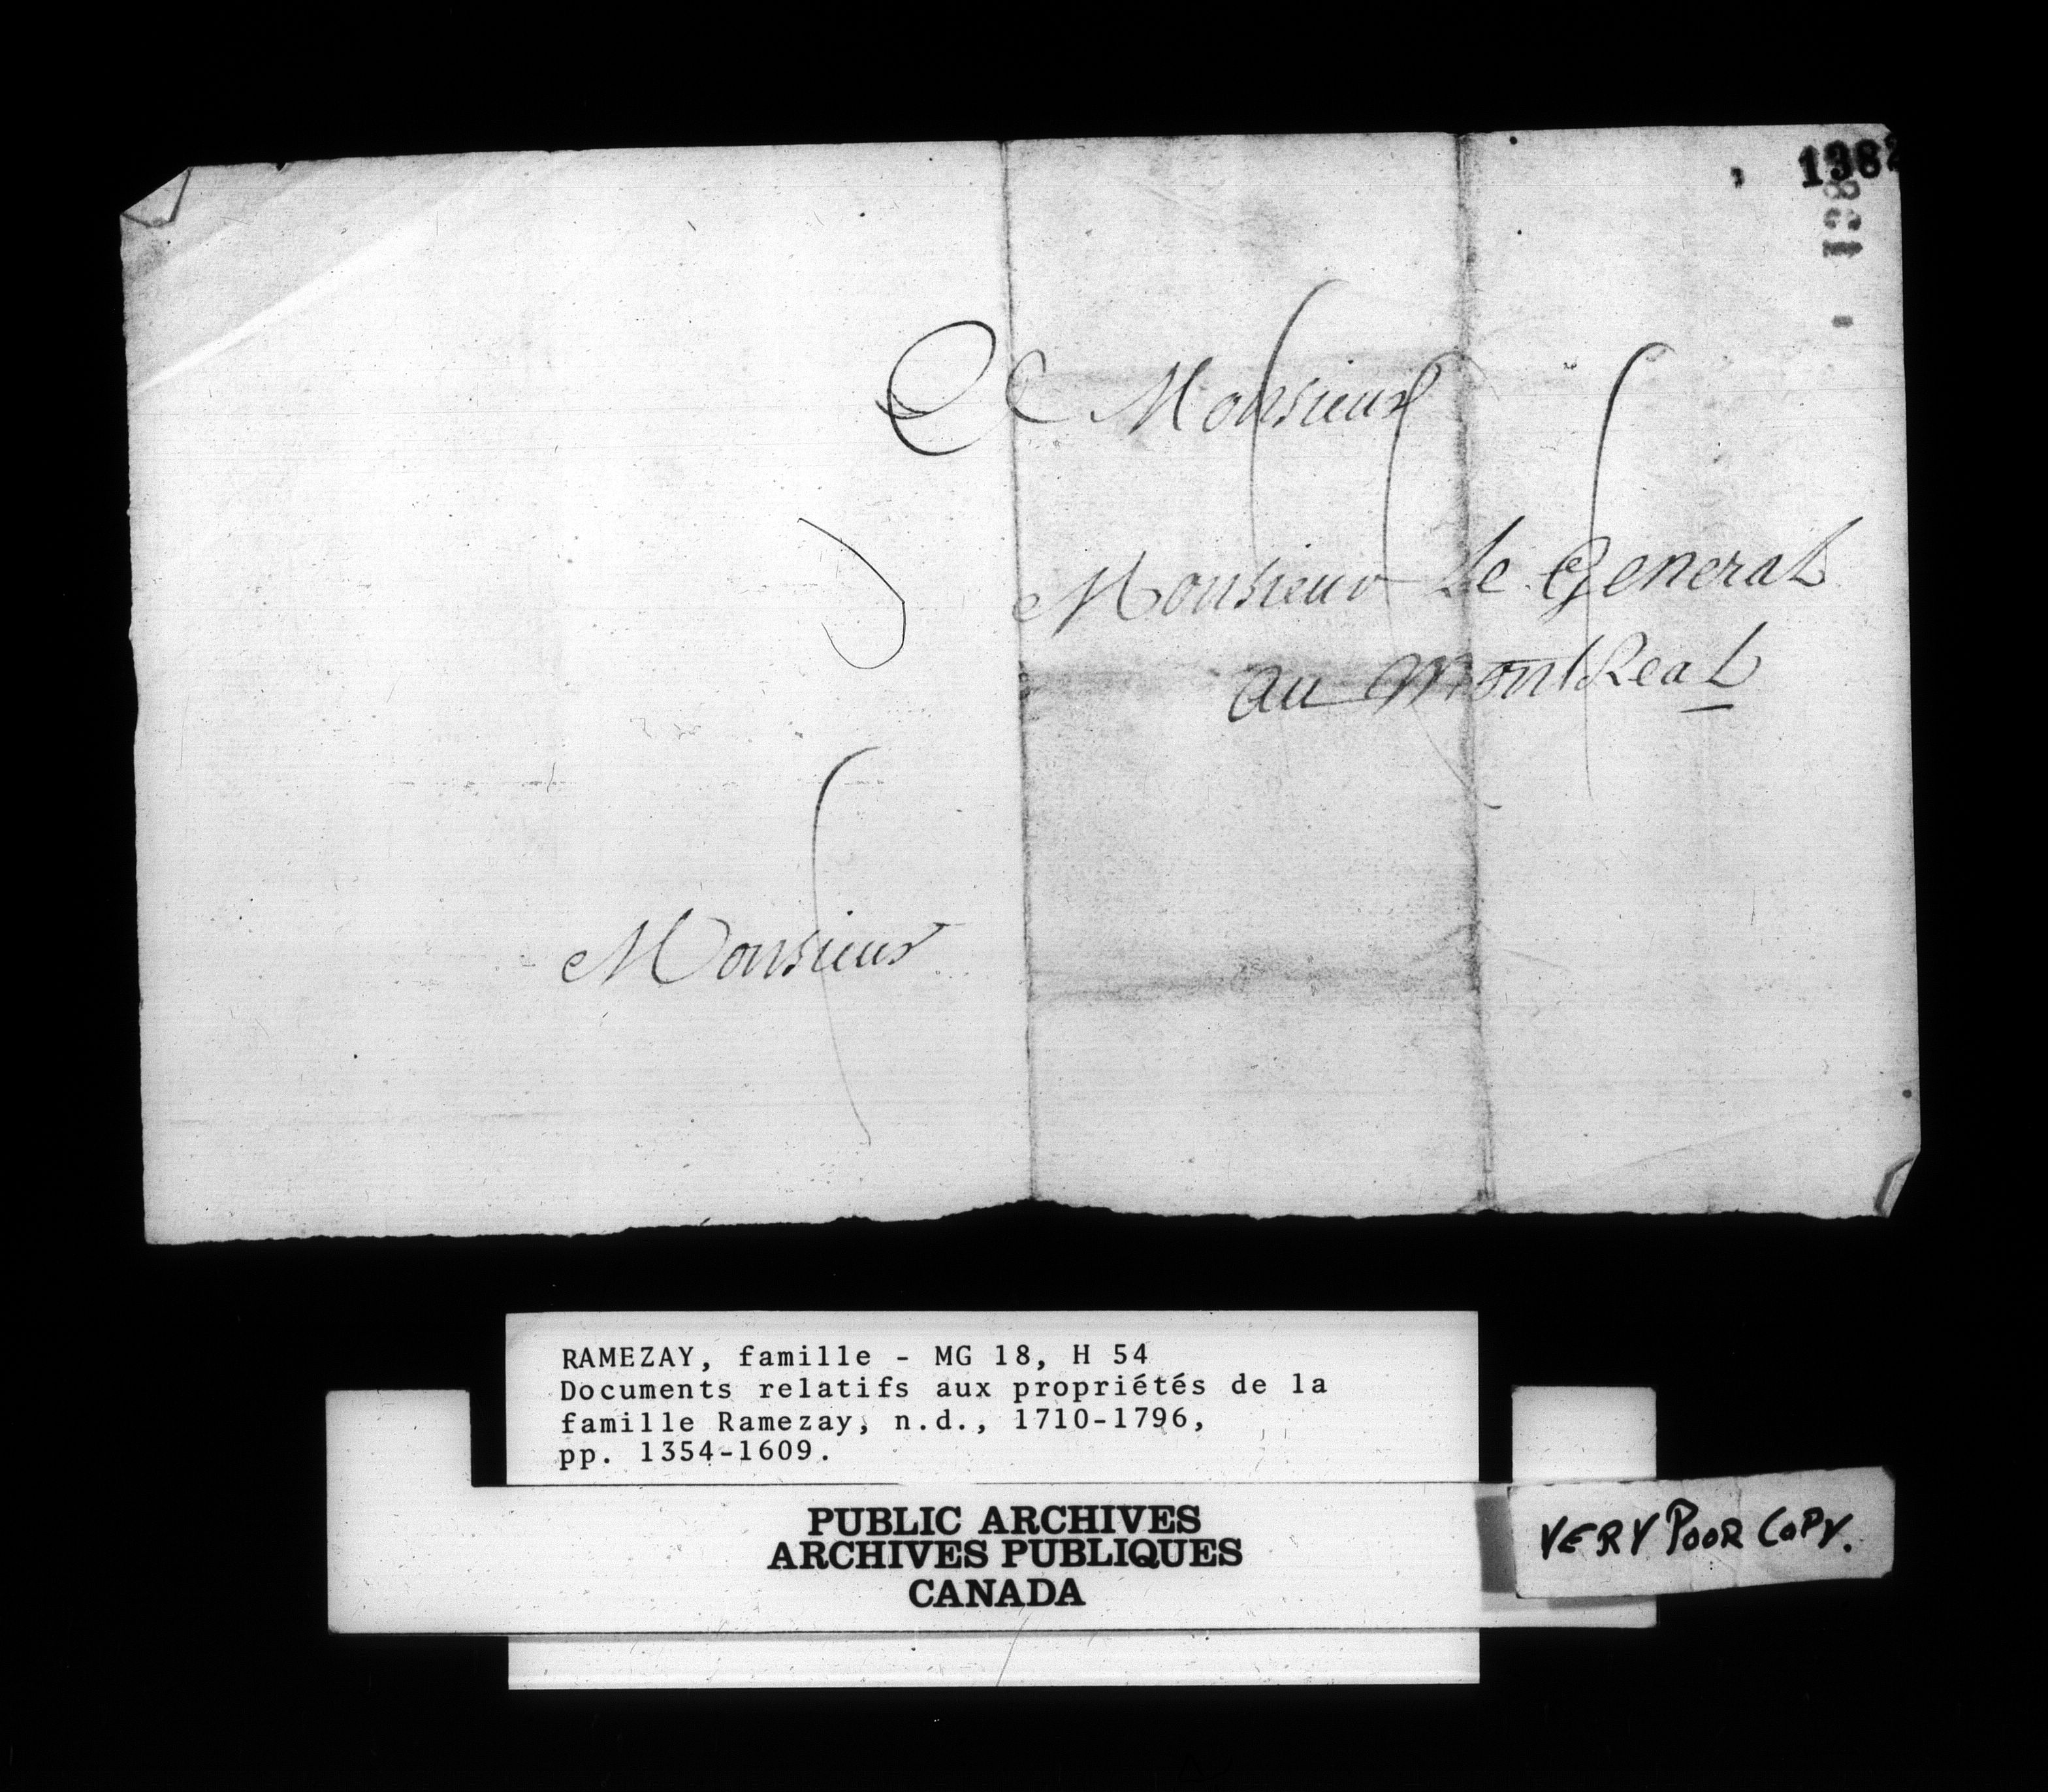 1382
138
A Monsieur
Monsieur Le General
au MontReal
Monsieur
RAMEZAY, famille - MG 18, H 54
Documents relatifs aux propriétés de la
famille Ramezay, n.d., 1710-1796,
pp. 1354-1609.
PUBLIC ARCHIVES
ARCHIVES PUBLIQUES
CANADA
VERY POOR COPY.